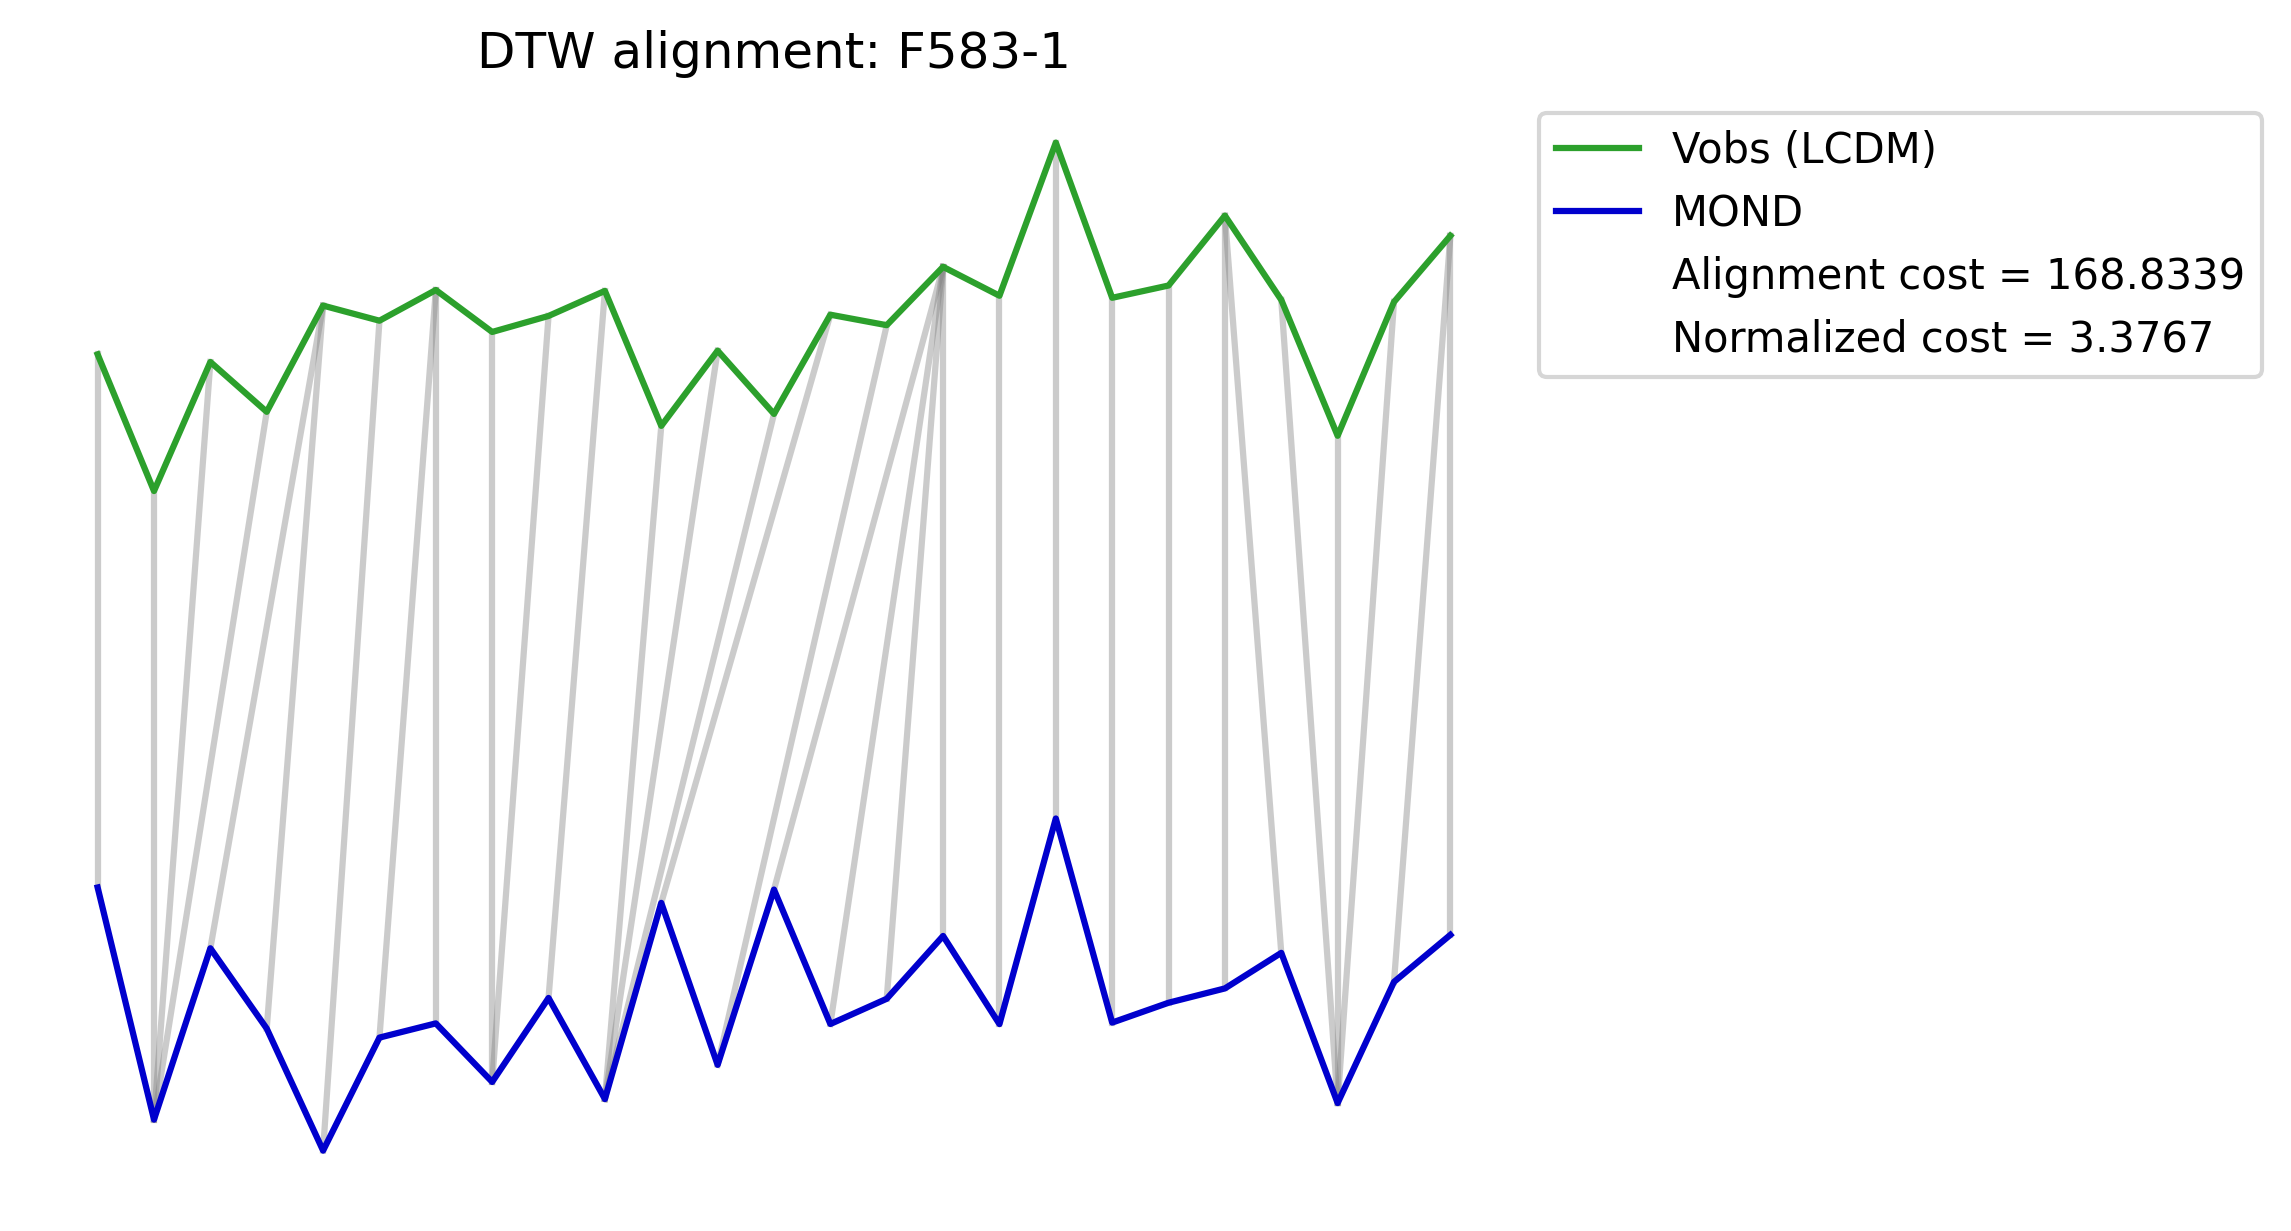 DTW alignment: F583-1
Vobs (LCDM)
MOND
Alignment cost = 168.8339
Normalized cost = 3.3767